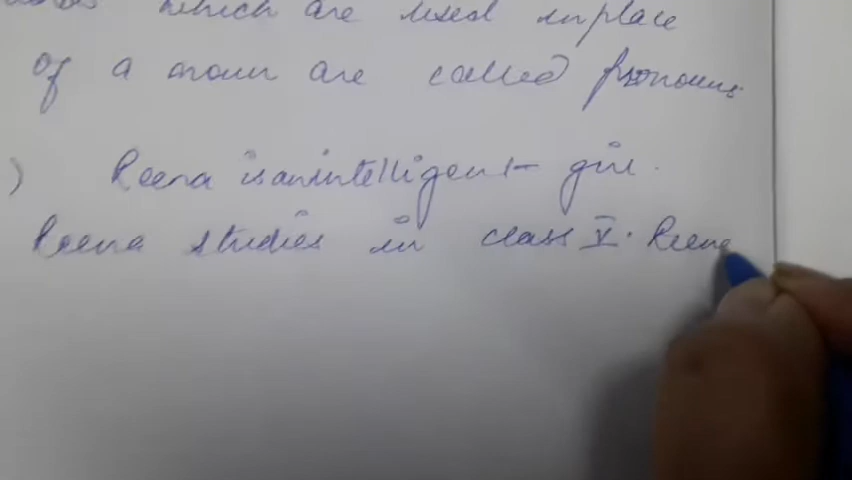 which are used inplace
of a noun are called pronouns.
) Reena is an intelligent girl.
Reena studies in class V. Reena